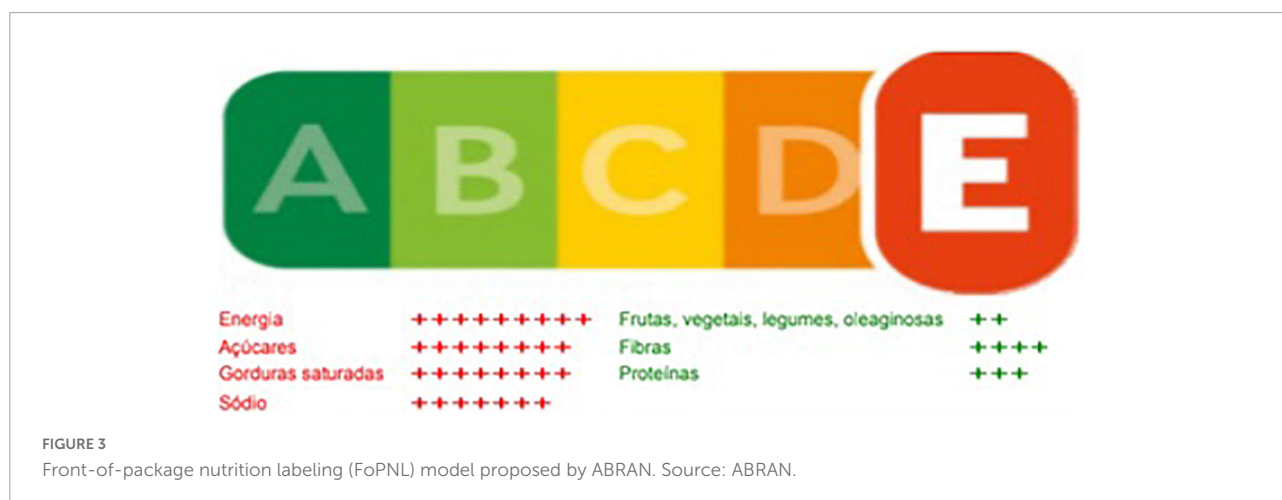 A B C D E
Energia +++++++++ Frutas, vegetais, legumes, oleaginosas ++
Açúcares ++++++++ Fibras ++++
Gorduras saturadas ++++++++ Proteínas +++
Sódio +++++++
FIGURE 3
Front-of-package nutrition labeling (FoPNL) model proposed by ABRAN. Source: ABRAN.